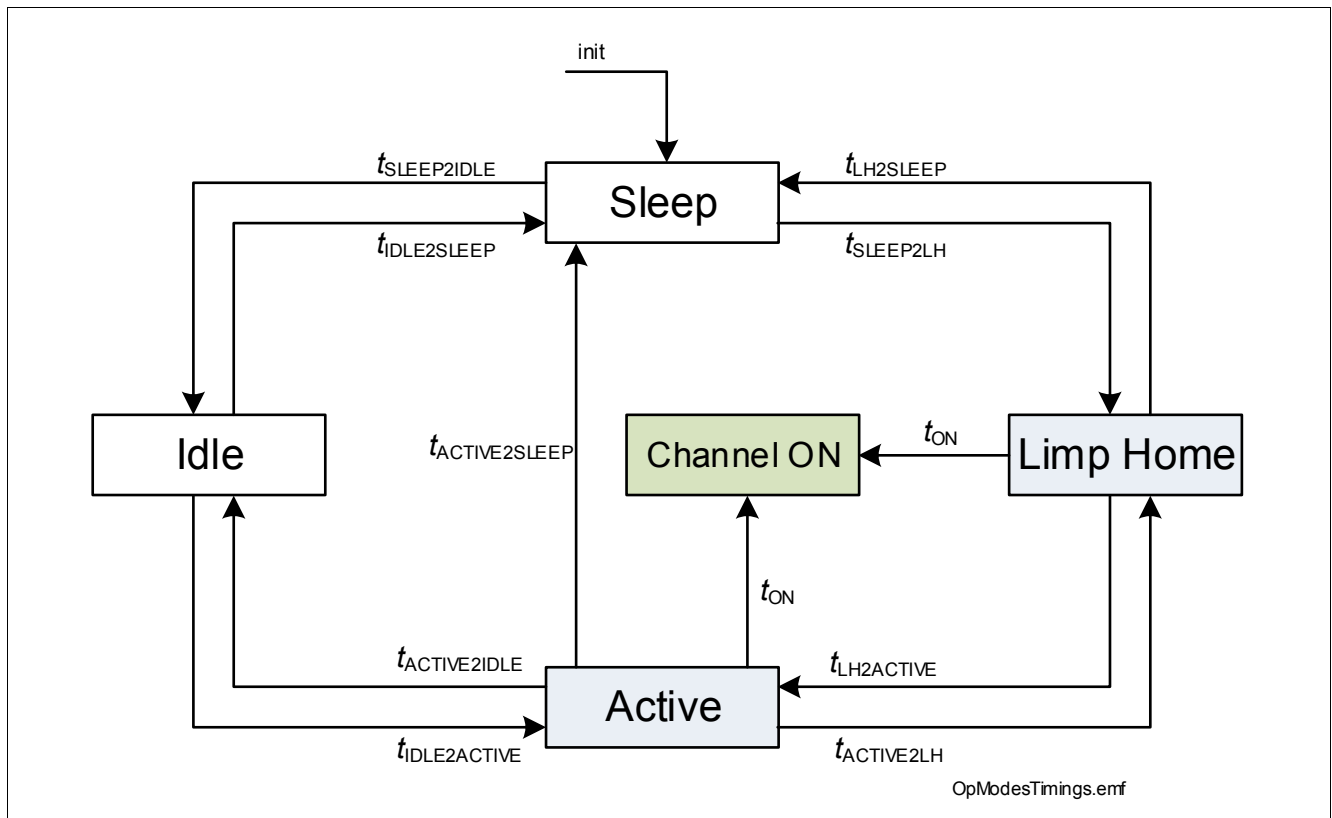 init
tSLEEP2IDLE
tLH2SLEEP
Sleep
tIDLE2SLEEP
tSLEEP2LH
Idle
tACTIVE2SLEEP
Channel ON
tON
Limp Home
tON
tACTIVE2IDLE
tLH2ACTIVE
Active
tIDLE2ACTIVE
tACTIVE2LH
OpModesTimings.emf